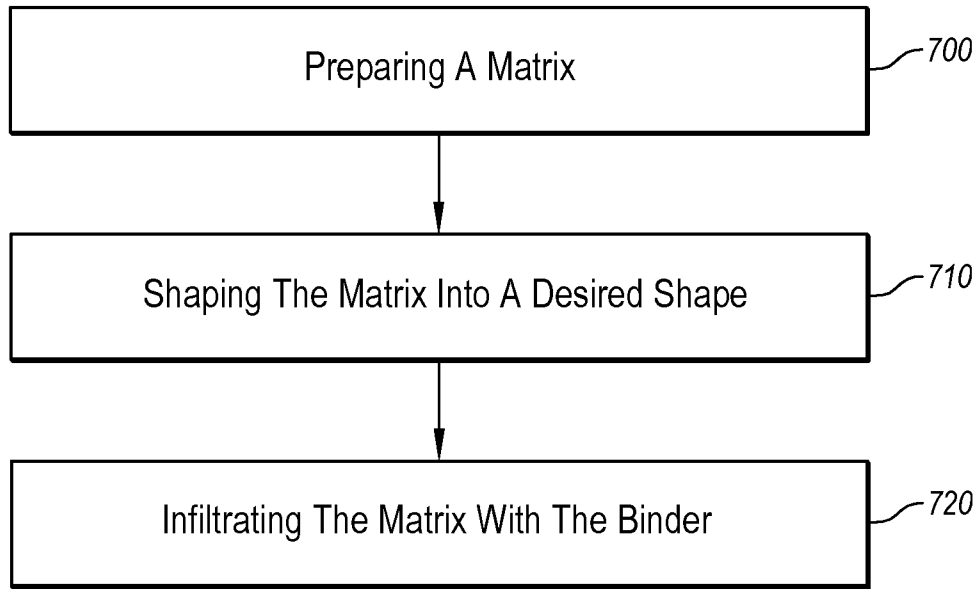 Preparing A Matrix
700
Shaping The Matrix Into A Desired Shape
710
Infiltrating The Matrix With The Binder
720